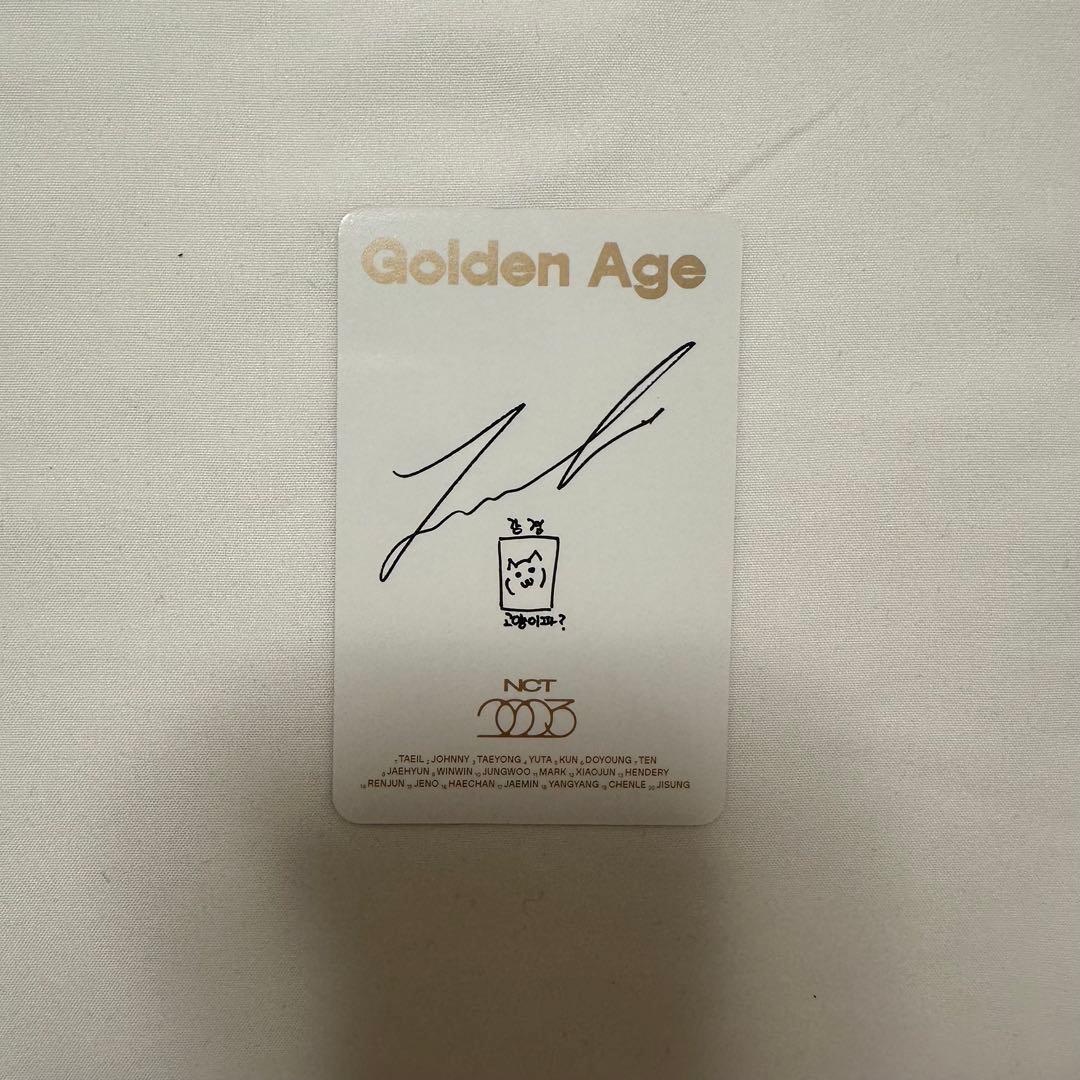 Golden Age
고양이파?
NCT
2023
1 TAEIL 2 JOHNNY 3 TAEYONG 4 YUTA 5 KUN 6 DOYOUNG 7 TEN
8 JAEHYUN 9 WINWIN 10 JUNGWOO 11 MARK 12 XIAOJUN 13 HENDERY
14 RENJUN 15 JENO 16 HAECHAN 17 JAEMIN 18 YANGYANG 19 CHENLE 20 JISUNG